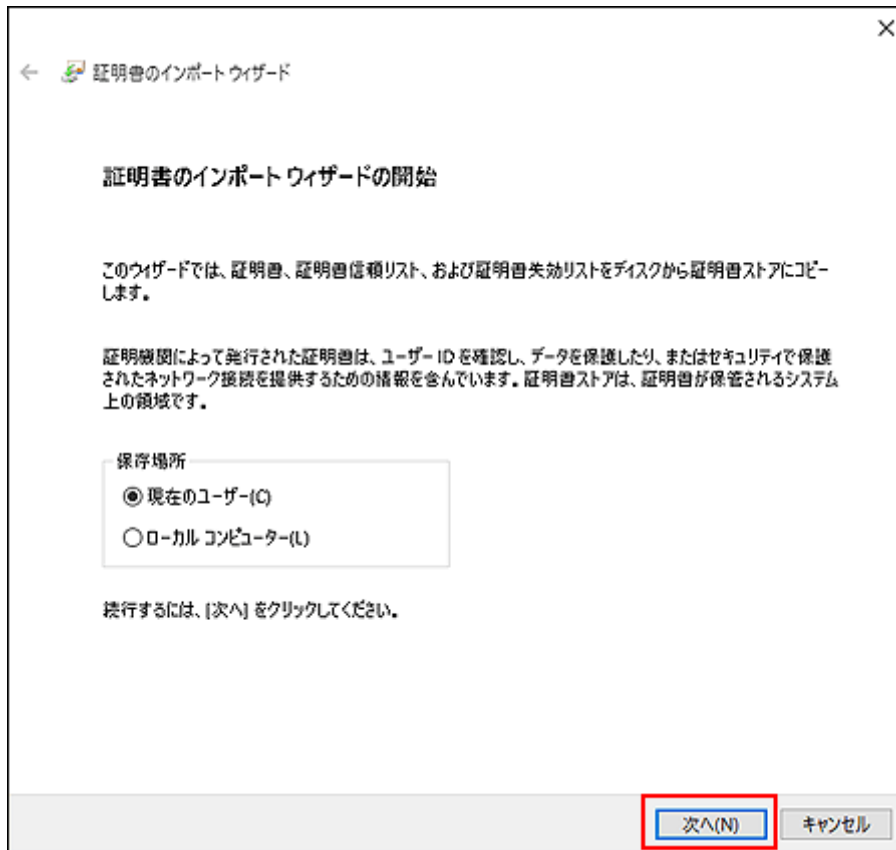 証明書のインポート ウィザード
証明書のインポート ウィザードの開始
このウィザードでは、証明書、証明書信頼リスト、および証明書失効リストをディスクから証明書ストアにコピー
します。
証明機関によって発行された証明書は、ユーザー ID を確認し、データを保護したり、またはセキュリティで保護
されたネットワーク接続を提供するための情報を含んでいます。証明書ストアは、証明書が保管されるシステム
上の領域です。
保存場所
現在のユーザー(C)
ローカル コンピューター(L)
続行するには、[次へ] をクリックしてください。
次へ(N) キャンセル